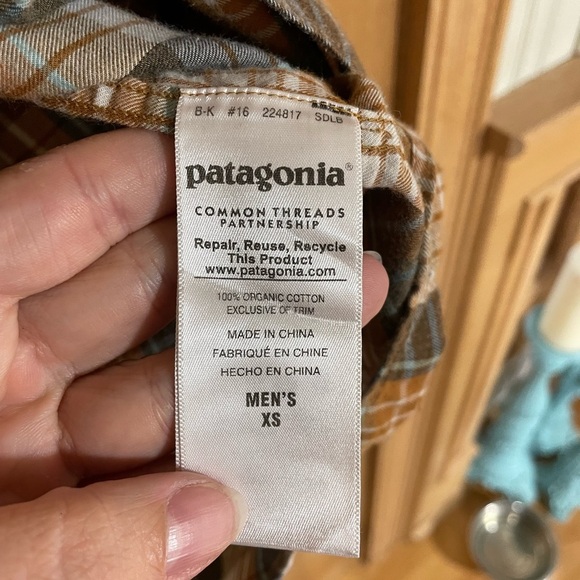 B-K #16 224817 SDLB
patagonia®
COMMON THREADS
PARTNERSHIP
Repair, Reuse, Recycle
This Product
www.patagonia.com
100% ORGANIC COTTON
EXCLUSIVE OF TRIM
MADE IN CHINA
FABRIQUÉ EN CHINE
HECHO EN CHINA
MEN'S
XS